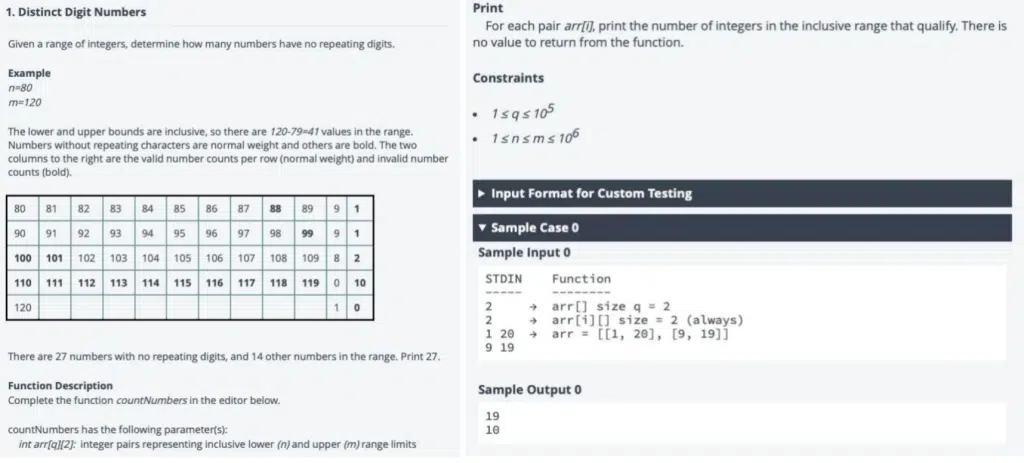 1. Distinct Digit Numbers
Given a range of integers, determine how many numbers have no repeating digits.
Example
n=80
m=120
The lower and upper bounds are inclusive, so there are 120-79=41 values in the range.
Numbers without repeating characters are normal weight and others are bold. The two
columns to the right are the valid number counts per row (normal weight) and invalid number
counts (bold).
80 81 82 83 84 85 86 87 88 89 9 1
90 91 92 93 94 95 96 97 98 99 9 1
100 101 102 103 104 105 106 107 108 109 8 2
110 111 112 113 114 115 116 117 118 119 0 10
120 1 0
There are 27 numbers with no repeating digits, and 14 other numbers in the range. Print 27.
Function Description
Complete the function countNumbers in the editor below.
countNumbers has the following parameter(s):
int arr[q][2]: integer pairs representing inclusive lower (n) and upper (m) range limits
Print
For each pair arr[i], print the number of integers in the inclusive range that qualify. There is
no value to return from the function.
Constraints
• 1 ≤ q ≤ 10⁵
• 1 ≤ n ≤ m ≤ 10⁶
▶ Input Format for Custom Testing
▼ Sample Case 0
Sample Input 0
STDIN Function
----- --------
2 → arr[] size q = 2
2 → arr[i][] size = 2 (always)
1 20 → arr = [[1, 20], [9, 19]]
9 19
Sample Output 0
19
10